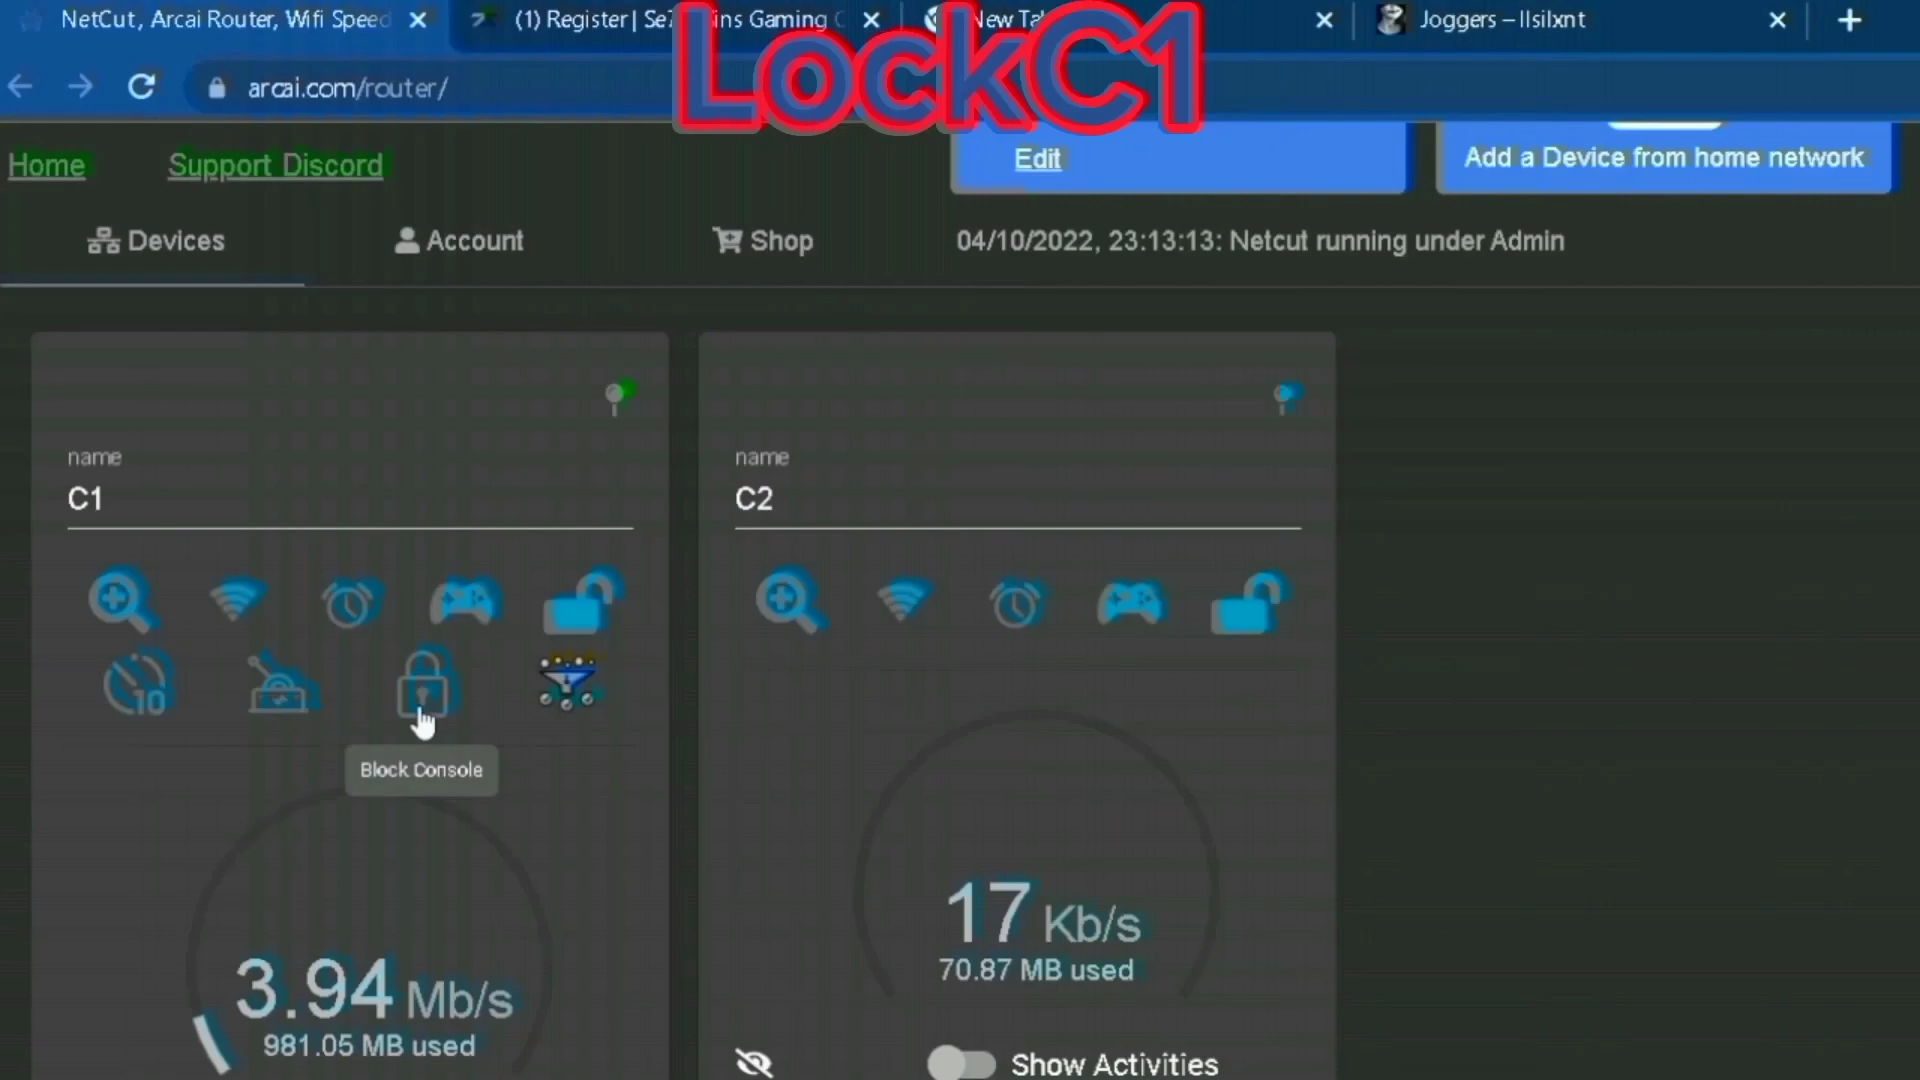 NetCut, Arcai Router, Wifi Speed
(1) Register | Se7
ins Gaming
New Tab
Joggers – llsilxnt
LockC1
arcai.com/router/
Home
Support Discord
Edit
Add a Device from home network
Devices
Account
Shop
04/10/2022, 23:13:13: Netcut running under Admin
name
C1
name
C2
10
Block Console
3.94 Mb/s
981.05 MB used
17 Kb/s
70.87 MB used
Show Activities